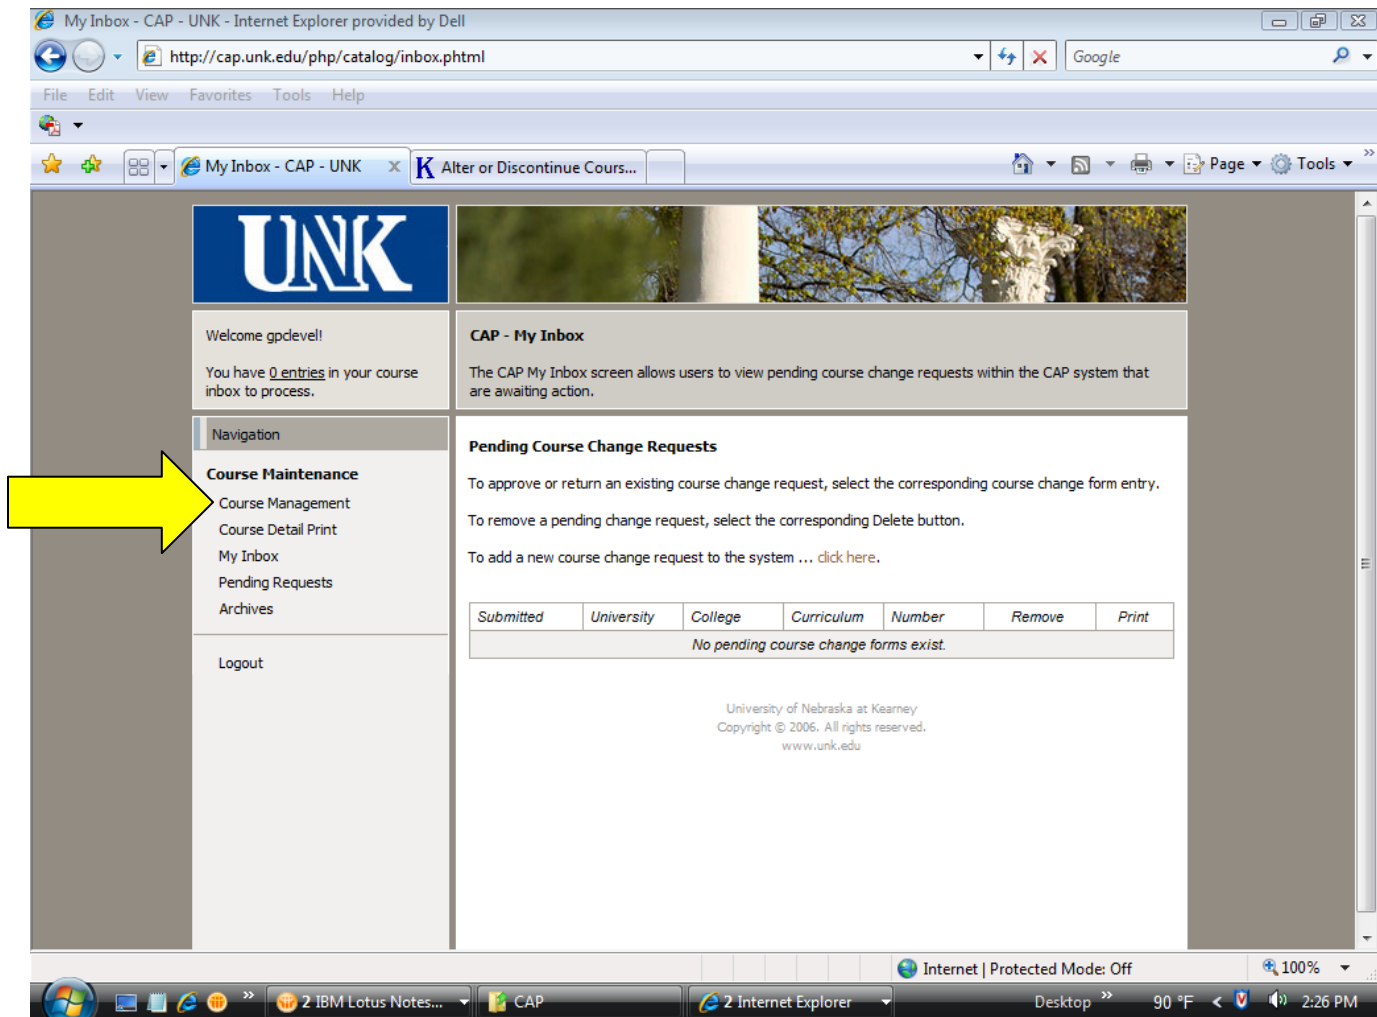 My Inbox - CAP - UNK - Internet Explorer provided by Dell
http://cap.unk.edu/php/catalog/inbox.phtml
Google
File Edit View Favorites Tools Help
My Inbox - CAP - UNK x
K Alter or Discontinue Cours...
Page Tools »
UNK
Welcome gpclevel!
You have 0 entries in your course
inbox to process.
CAP - My Inbox
The CAP My Inbox screen allows users to view pending course change requests within the CAP system that
are awaiting action.
Navigation
Course Maintenance
Course Management
Course Detail Print
My Inbox
Pending Requests
Archives
Logout
Pending Course Change Requests
To approve or return an existing course change request, select the corresponding course change form entry.
To remove a pending change request, select the corresponding Delete button.
To add a new course change request to the system ... click here.
Submitted University College Curriculum Number Remove Print
No pending course change forms exist.
University of Nebraska at Kearney
Copyright © 2006. All rights reserved.
www.unk.edu
Internet | Protected Mode: Off
100%
» 2 IBM Lotus Notes... CAP 2 Internet Explorer Desktop » 90 °F < 2:26 PM